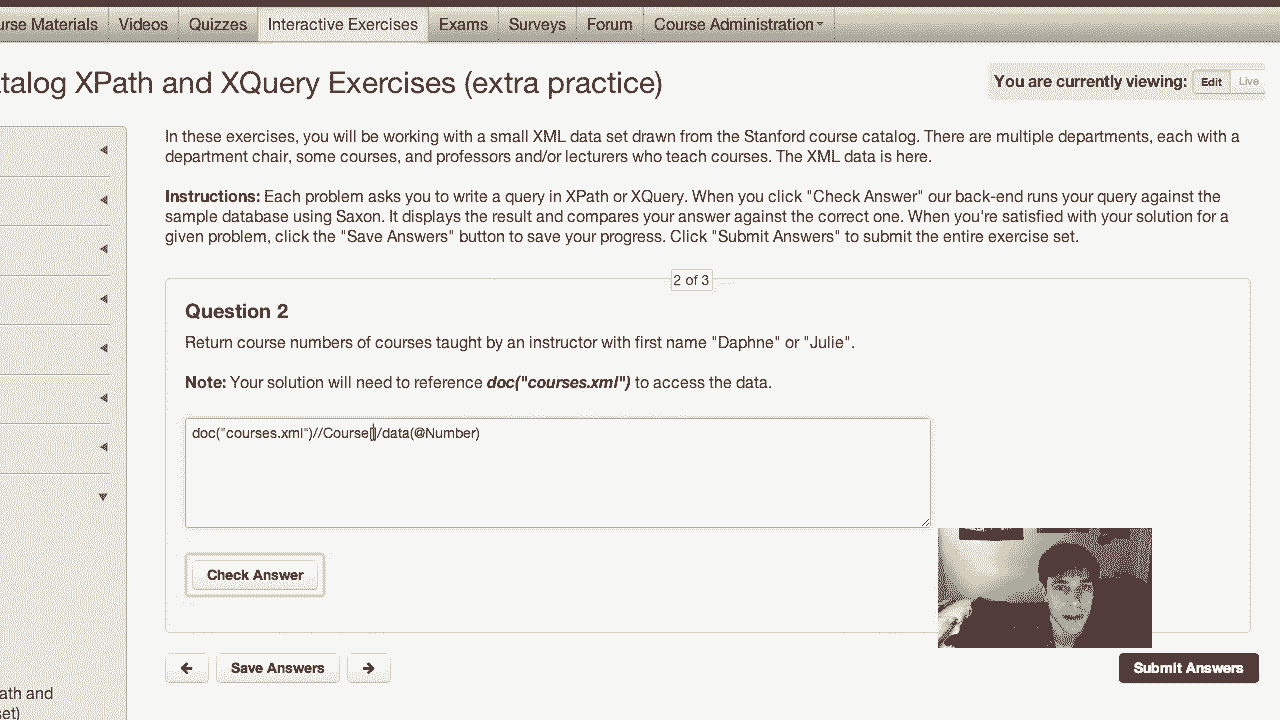 urse Materials Videos Quizzes Interactive Exercises Exams Surveys Forum Course Administration
talog XPath and XQuery Exercises (extra practice)
You are currently viewing: Edit Live
In these exercises, you will be working with a small XML data set drawn from the Stanford course catalog. There are multiple departments, each with a
department chair, some courses, and professors and/or lecturers who teach courses. The XML data is here.
Instructions: Each problem asks you to write a query in XPath or XQuery. When you click "Check Answer" our back-end runs your query against the
sample database using Saxon. It displays the result and compares your answer against the correct one. When you're satisfied with your solution for a
given problem, click the "Save Answers" button to save your progress. Click "Submit Answers" to submit the entire exercise set.
2 of 3
Question 2
Return course numbers of courses taught by an instructor with first name "Daphne" or "Julie".
Note: Your solution will need to reference doc("courses.xml") to access the data.
doc("courses.xml")//Course[]/data(@Number)
Check Answer
Save Answers
Submit Answers
ath and
set)